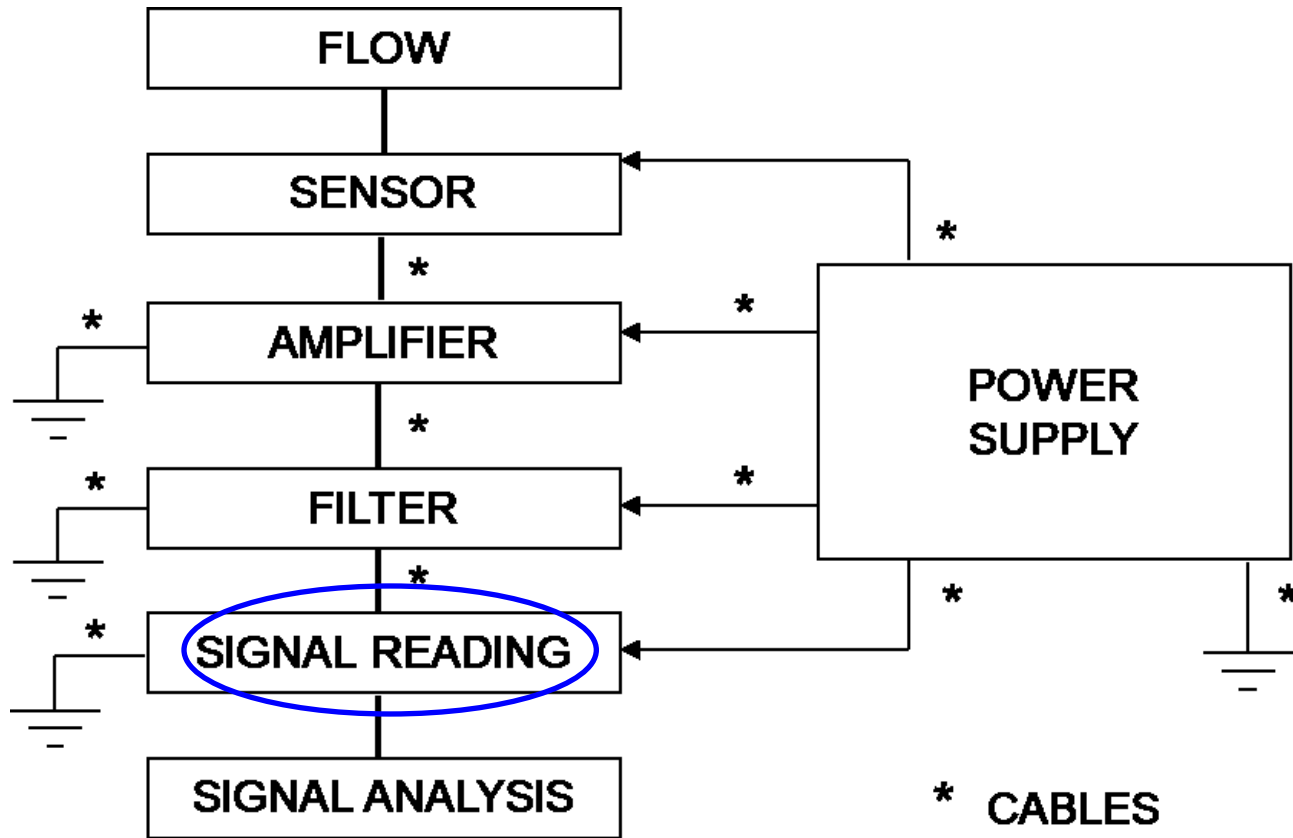 FLOW
SENSOR
*
*
*
*
AMPLIFIER
POWER
SUPPLY
*
*
*
FILTER
*
*
*
*
SIGNAL READING
SIGNAL ANALYSIS
* CABLES